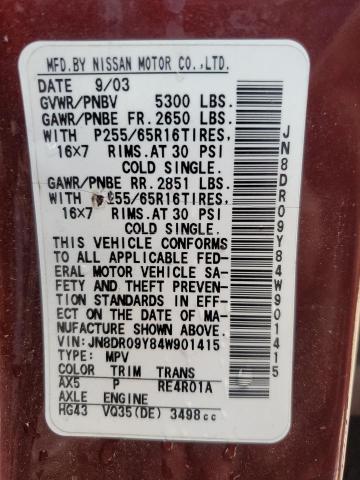 MFD.BY NISSAN MOTOR CO.,LTD.
DATE 9/03
GVWR/PNBV 5300 LBS.
GAWR/PNBE FR. 2650 LBS.
WITH P255/65R16TIRES,
16x7 RIMS.AT 30 PSI
COLD SINGLE.
GAWR/PNBE RR. 2851 LBS.
WITH P255/65R16TIRES,
16x7 RIMS.AT 30 PSI
COLD SINGLE.
THIS VEHICLE CONFORMS
TO ALL APPLICABLE FED-
ERAL MOTOR VEHICLE SA-
FETY AND THEFT PREVEN-
TION STANDARDS IN EFF-
ECT ON THE DATE OF MA-
NUFACTURE SHOWN ABOVE.
VIN: JN8DR09Y84W901415
TYPE: MPV
COLOR TRIM TRANS
AX5 P RE4R01A
AXLE ENGINE
HG43 VQ35(DE) 3498cc
JN8DR09Y84W901415